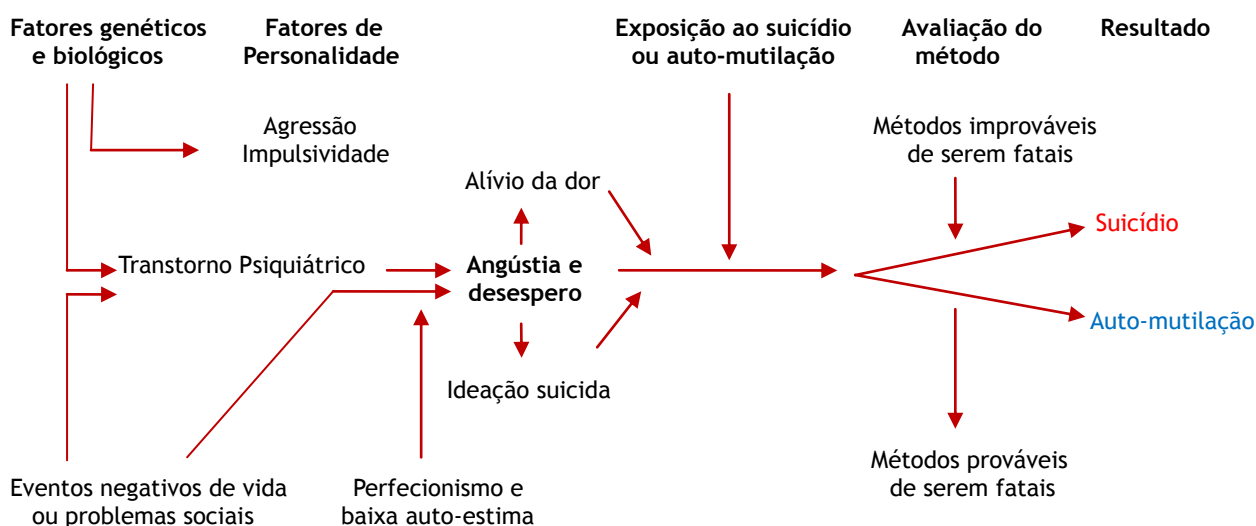 Fatores genéticos
e biológicos
Fatores de
Personalidade
Exposição ao suicídio
ou auto-mutilação
Avaliação do
método
Resultado
Agressão
Impulsividade
Métodos improváveis
de serem fatais
Alívio da dor
Suicídio
Transtorno Psiquiátrico
Angústia e
desespero
Auto-mutilação
Ideação suicida
Eventos negativos de vida
ou problemas sociais
Perfecionismo e
baixa auto-estima
Métodos prováveis
de serem fatais